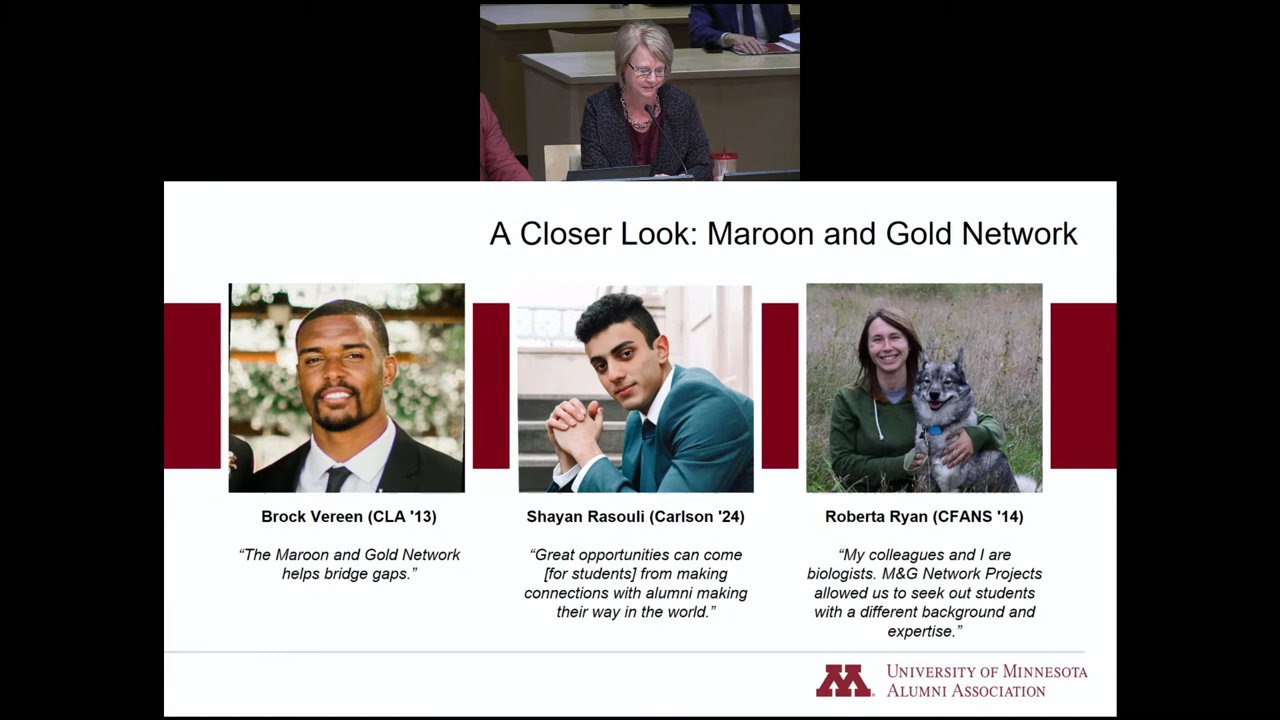 A Closer Look: Maroon and Gold Network
Brock Vereen (CLA '13)
“The Maroon and Gold Network
helps bridge gaps.”
Shayan Rasouli (Carlson '24)
“Great opportunities can come
[for students] from making
connections with alumni making
their way in the world.”
Roberta Ryan (CFANS '14)
“My colleagues and I are
biologists. M&G Network Projects
allowed us to seek out students
with a different background and
expertise.”
M
UNIVERSITY OF MINNESOTA
ALUMNI ASSOCIATION